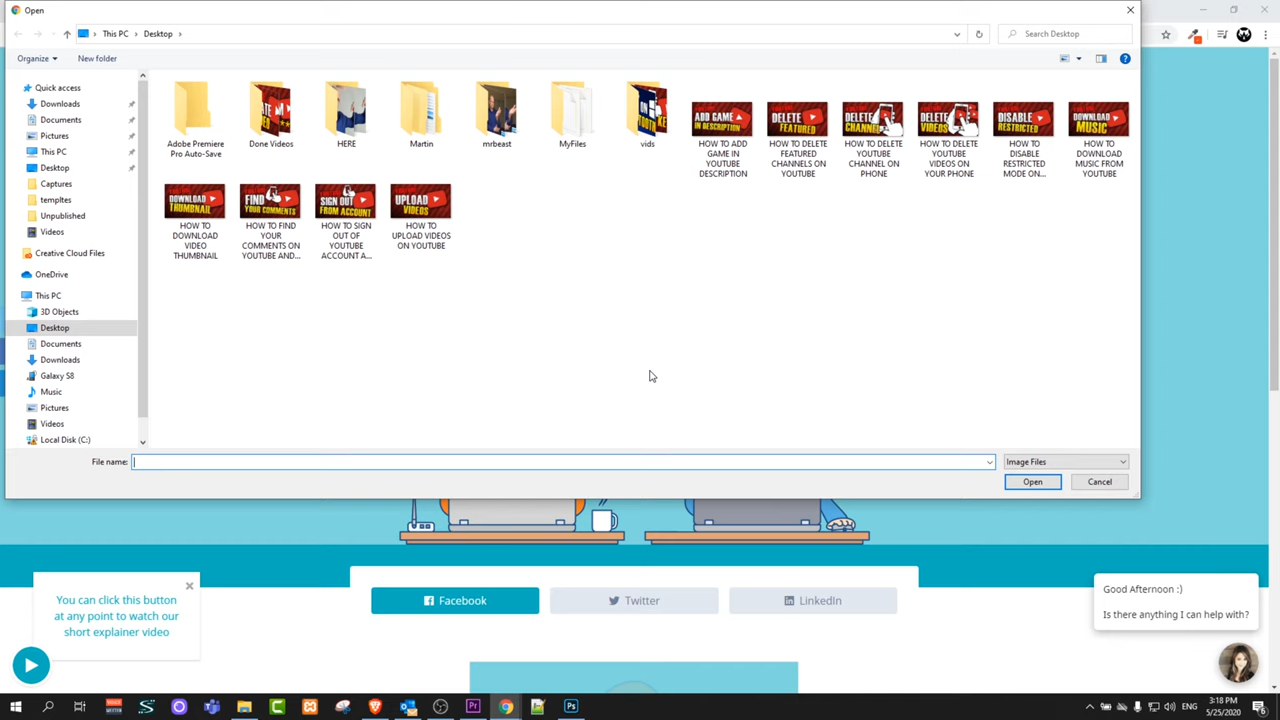 Open
This PC
Desktop
Search Desktop
Organize
New folder
Quick access
Downloads
Documents
Pictures
This PC
Desktop
Captures
templtes
Unpublished
Videos
Creative Cloud Files
OneDrive
This PC
3D Objects
Desktop
Documents
Downloads
Galaxy S8
Music
Pictures
Videos
Local Disk (C:)
Adobe Premiere
Pro Auto-Save
Done Videos
HERE
Martin
mrbeast
MyFiles
vids
ADD GAME
IN DESCRIPTION
HOW TO ADD
GAME IN
YOUTUBE
DESCRIPTION
DELETE
FEATURED
HOW TO DELETE
FEATURED
CHANNELS ON
YOUTUBE
DELETE
CHANNEL
HOW TO DELETE
YOUTUBE
CHANNEL ON
PHONE
DELETE
VIDEOS
HOW TO DELETE
YOUTUBE
VIDEOS ON
YOUR PHONE
DISABLE
RESTRICTED
HOW TO
DISABLE
RESTRICTED
MODE ON...
DOWNLOAD
MUSIC
HOW TO
DOWNLOAD
MUSIC FROM
YOUTUBE
DOWNLOAD
THUMBNAIL
HOW TO
DOWNLOAD
VIDEO
THUMBNAIL
FIND
YOUR COMMENTS
HOW TO FIND
YOUR
COMMENTS ON
YOUTUBE AND...
SIGN OUT
FROM ACCOUNT
HOW TO SIGN
OUT OF
YOUTUBE
ACCOUNT A...
UPLOAD
VIDEOS
HOW TO
UPLOAD VIDEOS
ON YOUTUBE
File name:
Image Files
Open
Cancel
You can click this button
at any point to watch our
short explainer video
Facebook
Twitter
LinkedIn
Good Afternoon :)
Is there anything I can help with?
ENG
3:18 PM
5/25/2020